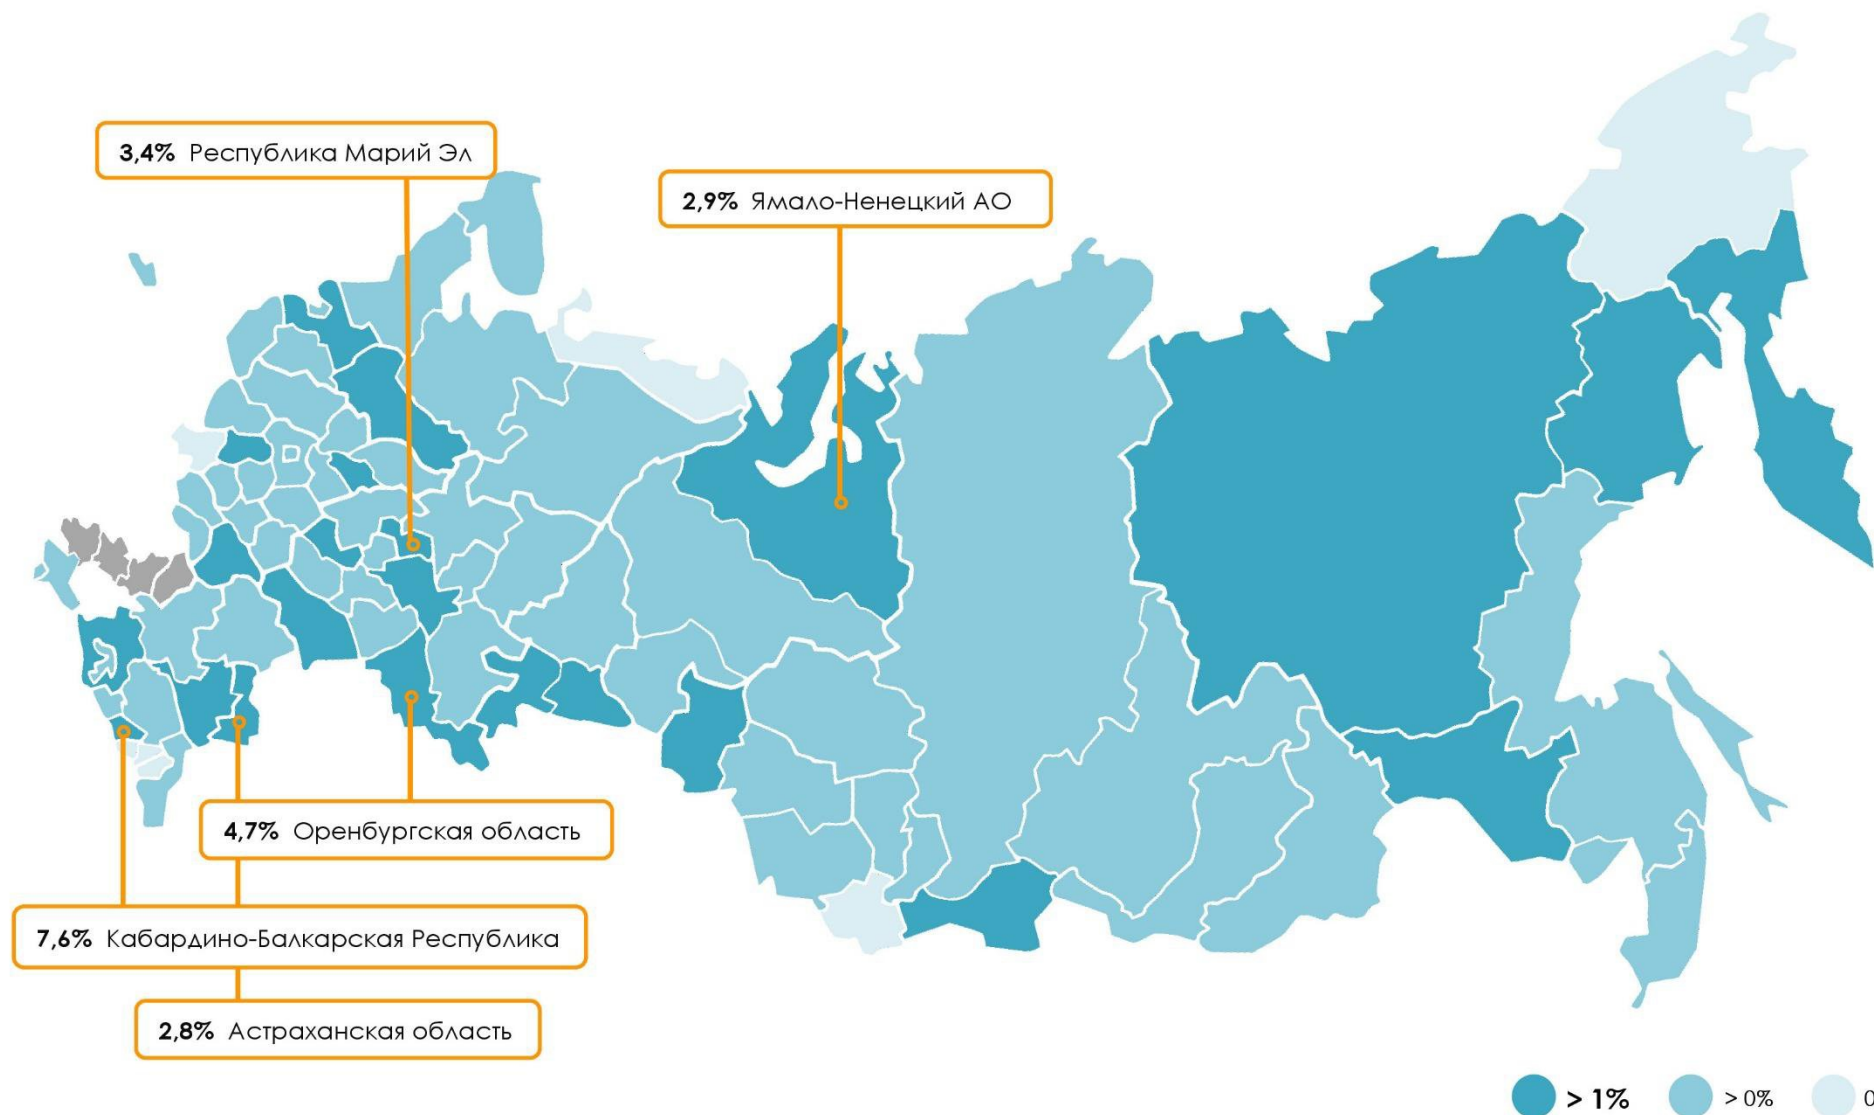 3,4% Республика Марий Эл
2,9% Ямало-Ненецкий АО
4,7% Оренбургская область
7,6% Кабардино-Балкарская Республика
2,8% Астраханская область
> 1% > 0% 0